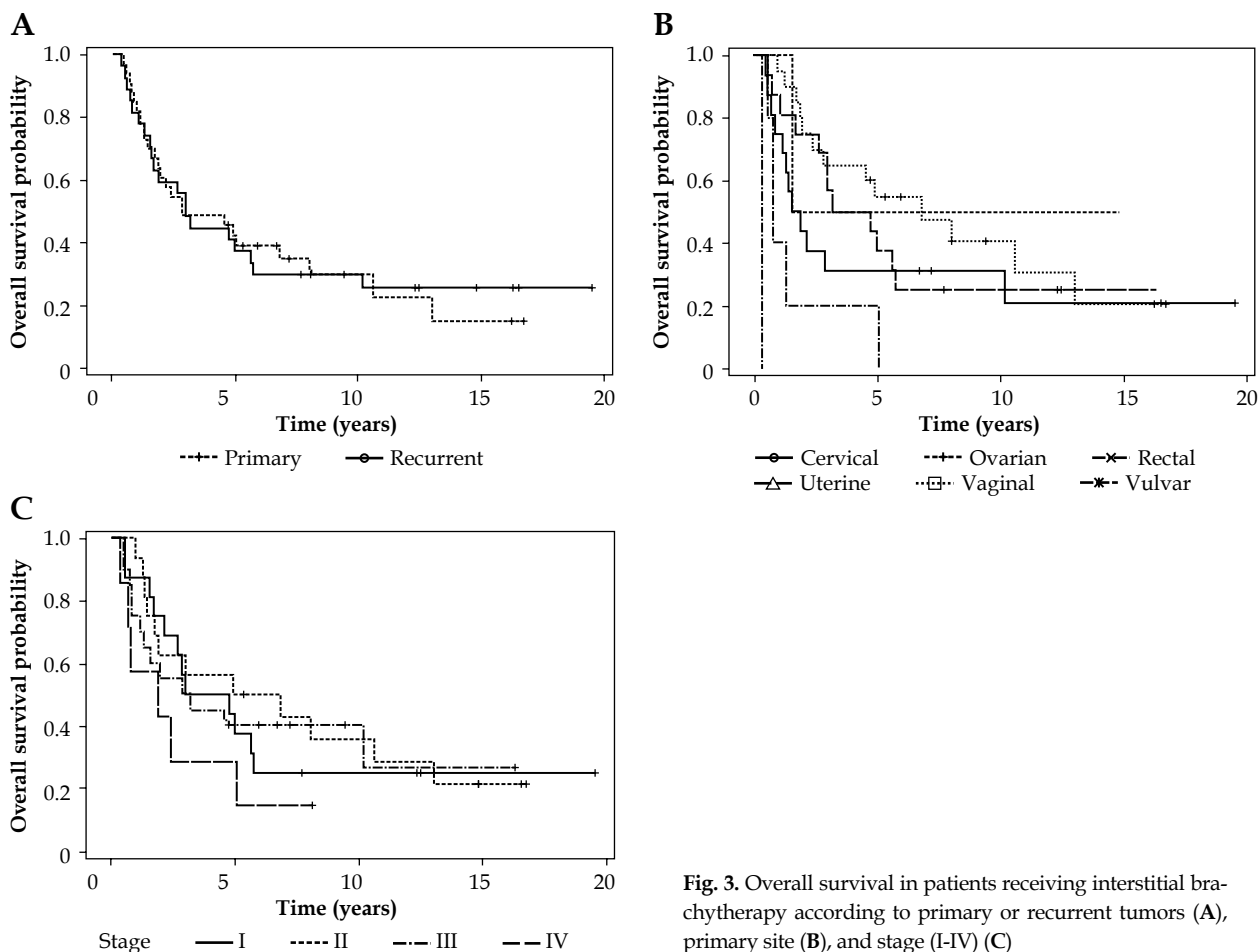 A
Overall survival probability
1.0
0.8
0.6
0.4
0.2
0
0 5 10 15 20
Time (years)
Primary Recurrent
B
Overall survival probability
1.0
0.8
0.6
0.4
0.2
0
0 5 10 15 20
Time (years)
Cervical Ovarian Rectal
Uterine Vaginal Vulvar
C
Overall survival probability
1.0
0.8
0.6
0.4
0.2
0
0 5 10 15 20
Time (years)
Stage I II III IV
Fig. 3. Overall survival in patients receiving interstitial bra-
chytherapy according to primary or recurrent tumors (A),
primary site (B), and stage (I-IV) (C)